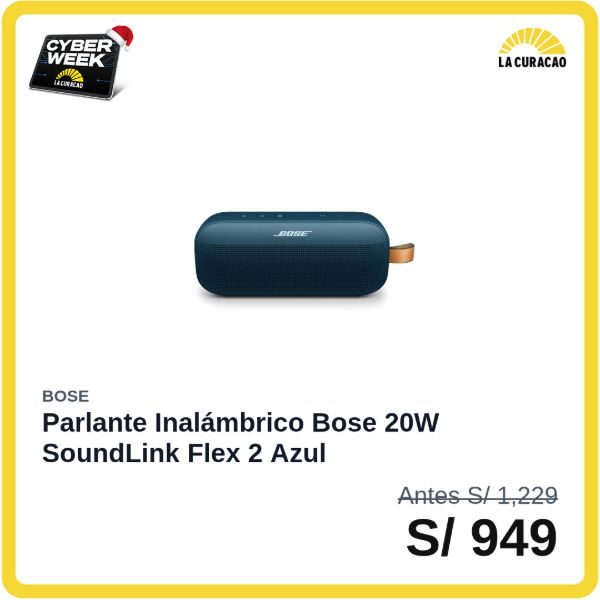 CYBER
WEEK
LA CURACAO
LA CURACAO
BOSE
BOSE
Parlante Inalámbrico Bose 20W
SoundLink Flex 2 Azul
Antes S/ 1,229
S/ 949